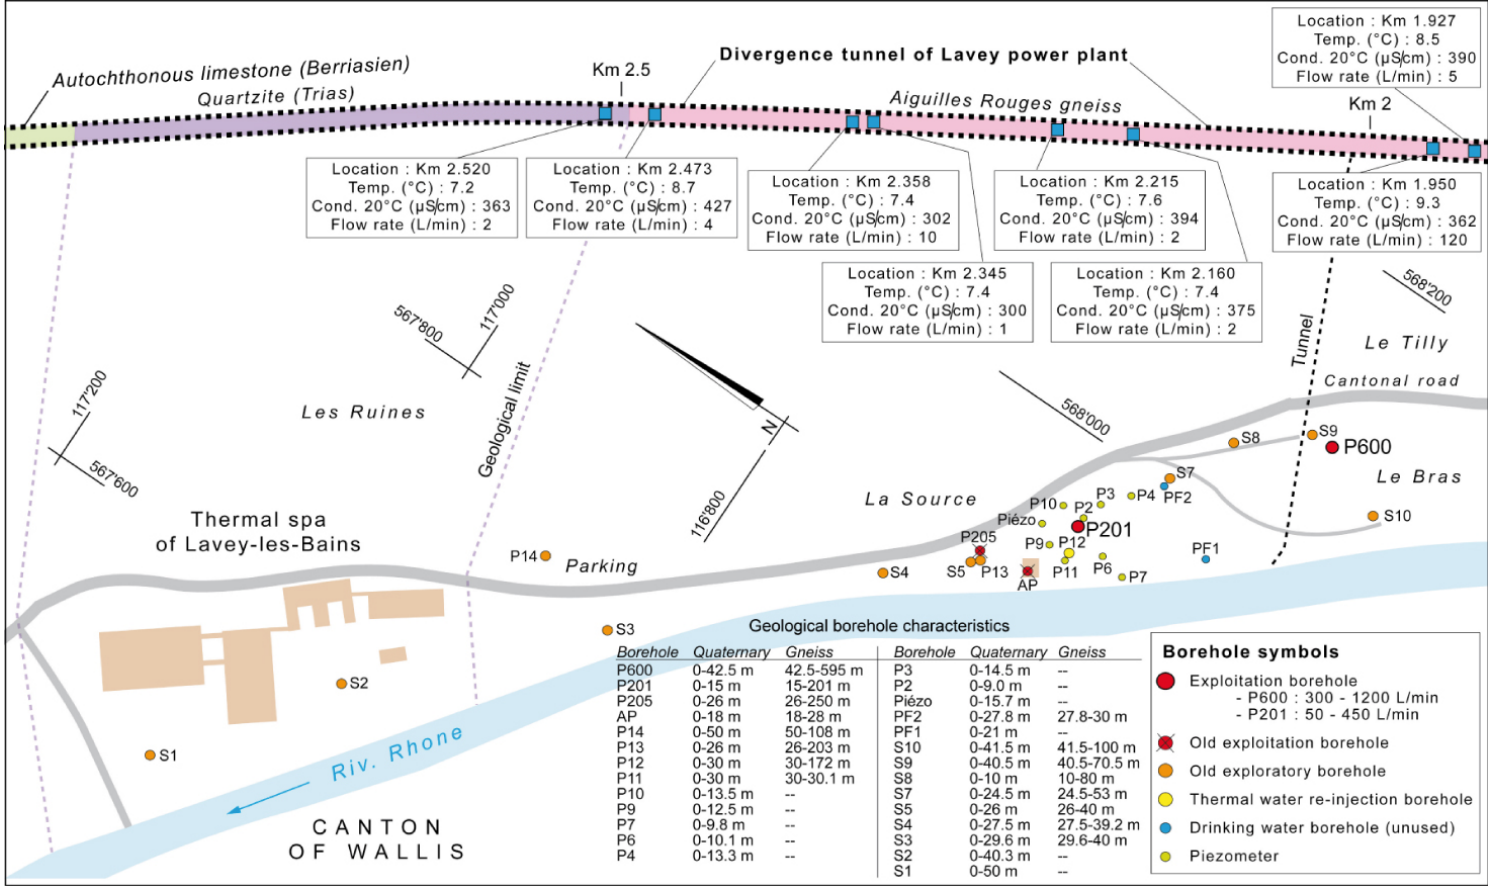 Location : Km 1.927
Temp. (°C) : 8.5
Cond. 20°C (µS/cm) : 390
Flow rate (L/min) : 5
Divergence tunnel of Lavey power plant
Autochthonous limestone (Berriasien)
Quartzite (Trias)
Km 2.5
Aiguilles Rouges gneiss
Km 2
Location : Km 2.520
Temp. (°C) : 7.2
Cond. 20°C (µS/cm) : 363
Flow rate (L/min) : 2
Location : Km 2.473
Temp. (°C) : 8.7
Cond. 20°C (µS/cm) : 427
Flow rate (L/min) : 4
Location : Km 2.358
Temp. (°C) : 7.4
Cond. 20°C (µS/cm) : 302
Flow rate (L/min) : 10
Location : Km 2.215
Temp. (°C) : 7.6
Cond. 20°C (µS/cm) : 394
Flow rate (L/min) : 2
Location : Km 1.950
Temp. (°C) : 9.3
Cond. 20°C (µS/cm) : 362
Flow rate (L/min) : 120
Location : Km 2.345
Temp. (°C) : 7.4
Cond. 20°C (µS/cm) : 300
Flow rate (L/min) : 1
Location : Km 2.160
Temp. (°C) : 7.4
Cond. 20°C (µS/cm) : 375
Flow rate (L/min) : 2
568'200
567'800
117'000
Tunnel
Le Tilly
Cantonal road
117'200
567'600
Les Ruines
Geological limit
N
568'000
116'800
S8
S9
P600
Le Bras
S7
PF2
S10
La Source
P10
P3
P4
P2
Piézo
P201
P205
P9
P12
PF1
S5
P13
P11
P6
AP
P7
S4
Thermal spa
of Lavey-les-Bains
P14
Parking
S3
S2
S1
Riv. Rhone
CANTON
OF WALLIS
Geological borehole characteristics
Borehole Quaternary Gneiss
P600 0-42.5 m 42.5-595 m
P201 0-15 m 15-201 m
P205 0-26 m 26-250 m
AP 0-18 m 18-28 m
P14 0-50 m 50-108 m
P13 0-26 m 26-203 m
P12 0-30 m 30-172 m
P11 0-30 m 30-30.1 m
P10 0-13.5 m --
P9 0-12.5 m --
P7 0-9.8 m --
P6 0-10.1 m --
P4 0-13.3 m --
Borehole Quaternary Gneiss
P3 0-14.5 m --
P2 0-9.0 m --
Piézo 0-15.7 m --
PF2 0-27.8 m 27.8-30 m
PF1 0-21 m --
S10 0-41.5 m 41.5-100 m
S9 0-40.5 m 40.5-70.5 m
S8 0-10 m 10-80 m
S7 0-24.5 m 24.5-53 m
S5 0-26 m 26-40 m
S4 0-27.5 m 27.5-39.2 m
S3 0-29.6 m 29.6-40 m
S2 0-40.3 m --
S1 0-50 m --
Borehole symbols
Exploitation borehole
- P600 : 300 - 1200 L/min
- P201 : 50 - 450 L/min
Old exploitation borehole
Old exploratory borehole
Thermal water re-injection borehole
Drinking water borehole (unused)
Piezometer